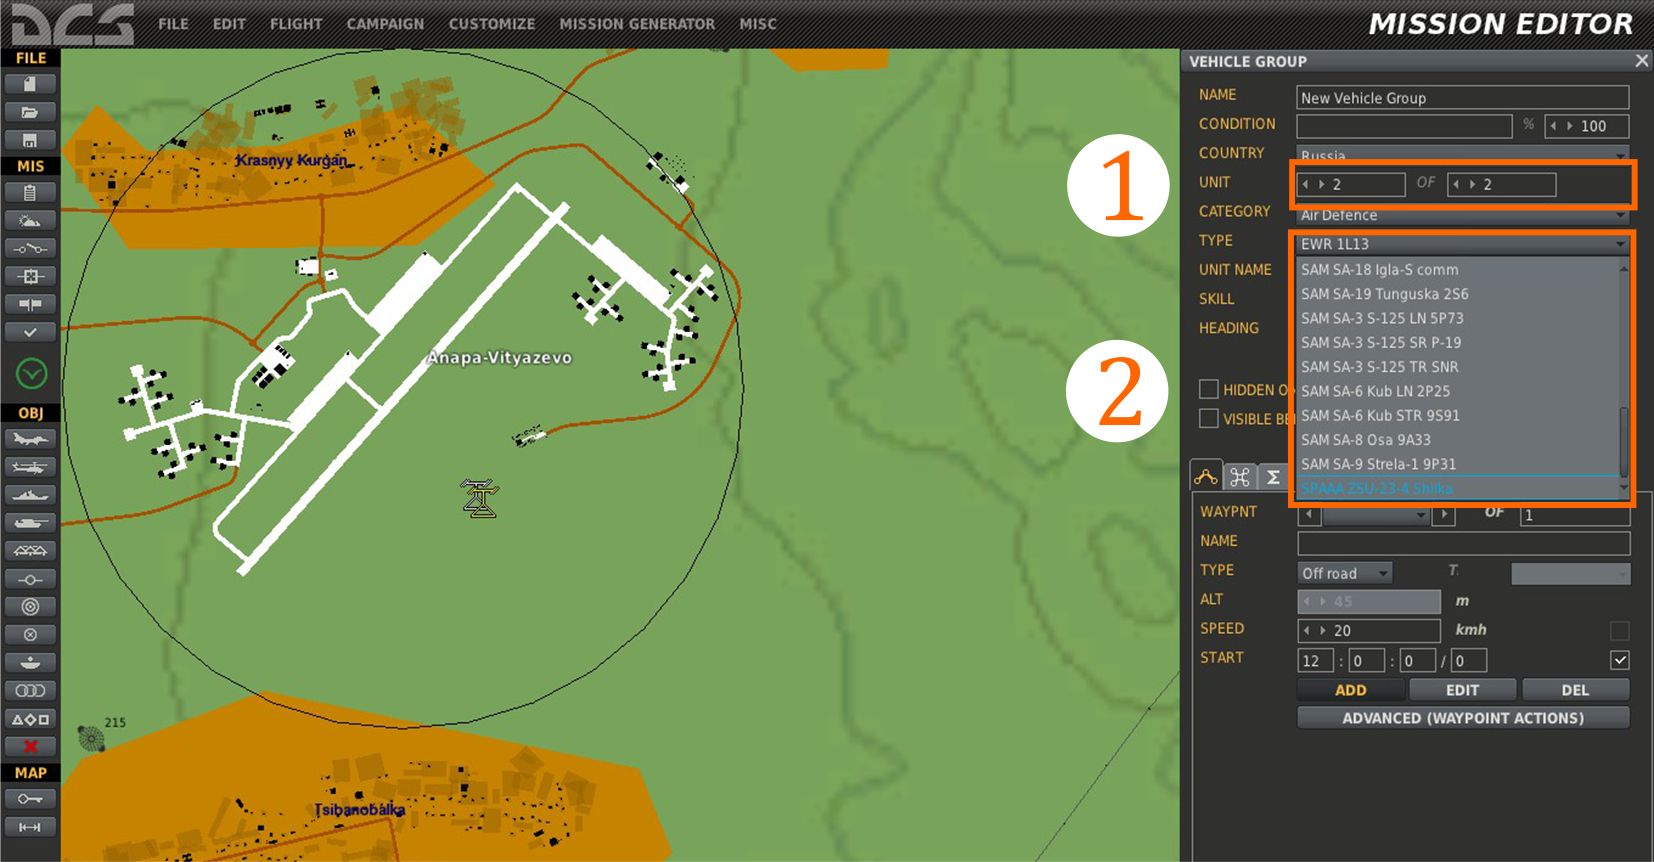 DCS
FILE EDIT FLIGHT CAMPAIGN CUSTOMIZE MISSION GENERATOR MISC
MISSION EDITOR
FILE
MIS
OBJ
MAP
Krasnyy Kurgan
Anapa-Vityazevo
215
Tsibanobalka
1
2
VEHICLE GROUP
NAME New Vehicle Group
CONDITION % 100
COUNTRY Russia
UNIT 2 OF 2
CATEGORY Air Defence
TYPE EWR 1L13
SAM SA-18 Igla-S comm
UNIT NAME
SAM SA-19 Tunguska 2S6
SKILL
SAM SA-3 S-125 LN 5P73
HEADING
SAM SA-3 S-125 SR P-19
SAM SA-3 S-125 TR SNR
HIDDEN O
SAM SA-6 Kub LN 2P25
VISIBLE BE
SAM SA-6 Kub STR 9S91
SAM SA-8 Osa 9A33
SAM SA-9 Strela-1 9P31
Σ
SPAAA ZSU-23-4 Shilka
WAYPNT OF 1
NAME
TYPE Off road T.
ALT 45 m
SPEED 20 kmh
START 12 : 0 : 0 / 0
ADD EDIT DEL
ADVANCED (WAYPOINT ACTIONS)